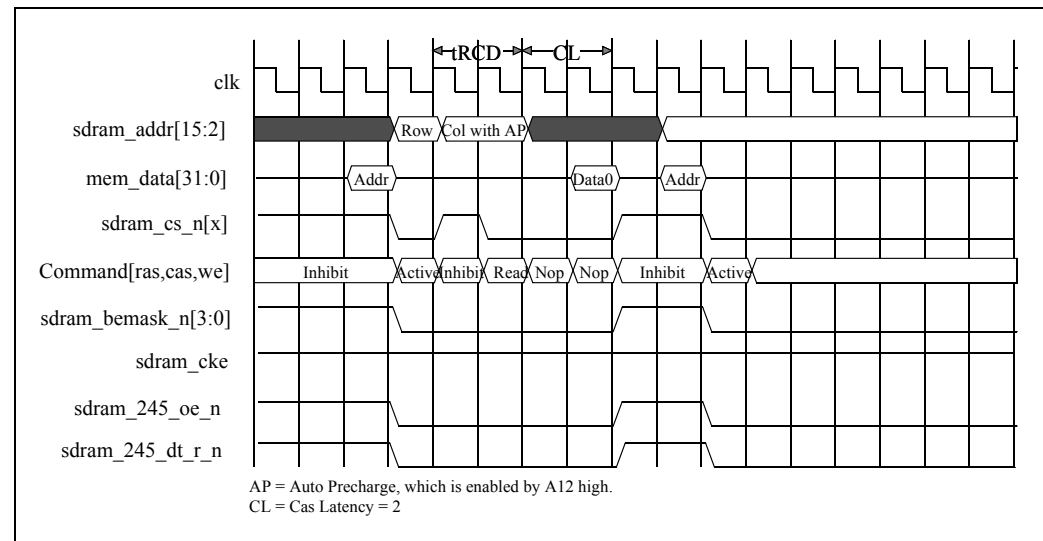 tRCD CL
clk
sdram_addr[15:2] Row Col with AP
mem_data[31:0] Addr Data0 Addr
sdram_cs_n[x]
Command[ras,cas,we] Inhibit Active Inhibit Read Nop Nop Inhibit Active
sdram_bemask_n[3:0]
sdram_cke
sdram_245_oe_n
sdram_245_dt_r_n
AP = Auto Precharge, which is enabled by A12 high.
CL = Cas Latency = 2